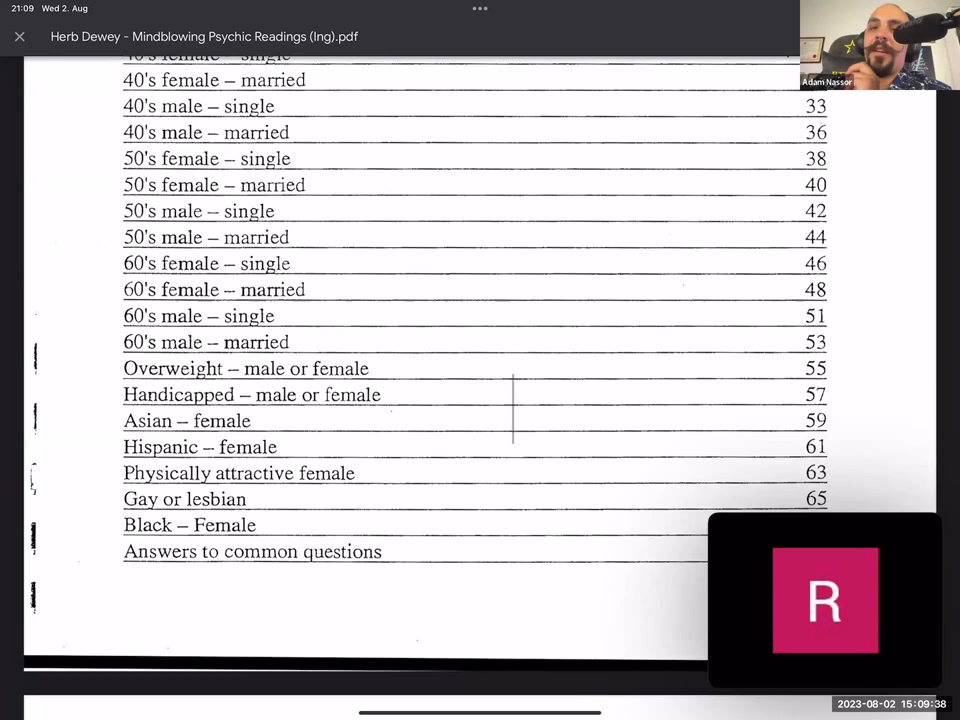 21:09 Wed 2. Aug
Herb Dewey - Mindblowing Psychic Readings (Ing).pdf
Adam Nassor
40's female – single
40's female – married
40's male – single 33
40's male – married 36
50's female – single 38
50's female – married 40
50's male – single 42
50's male – married 44
60's female – single 46
60's female – married 48
60's male – single 51
60's male – married 53
Overweight – male or female 55
Handicapped – male or female 57
Asian – female 59
Hispanic – female 61
Physically attractive female 63
Gay or lesbian 65
Black – Female
Answers to common questions
R
2023-08-02 15:09:38